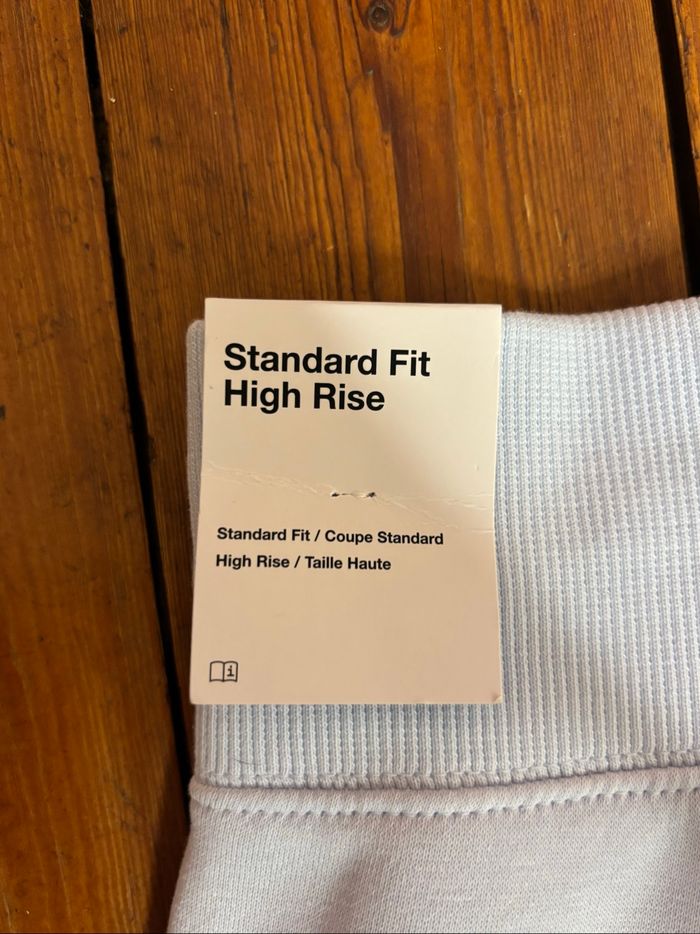 Standard Fit
High Rise
Standard Fit / Coupe Standard
High Rise / Taille Haute
i